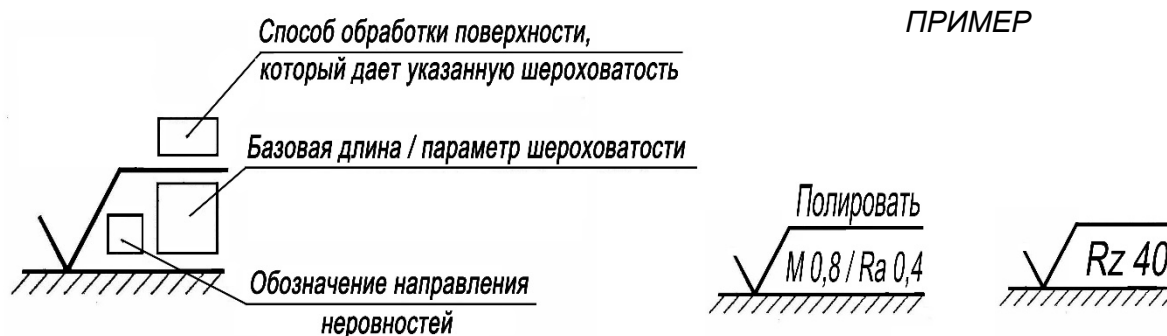 ПРИМЕР
Способ обработки поверхности,
который дает указанную шероховатость
Базовая длина / параметр шероховатости
Обозначение направления
неровностей
Полировать
М 0,8 / Ra 0,4
Rz 40